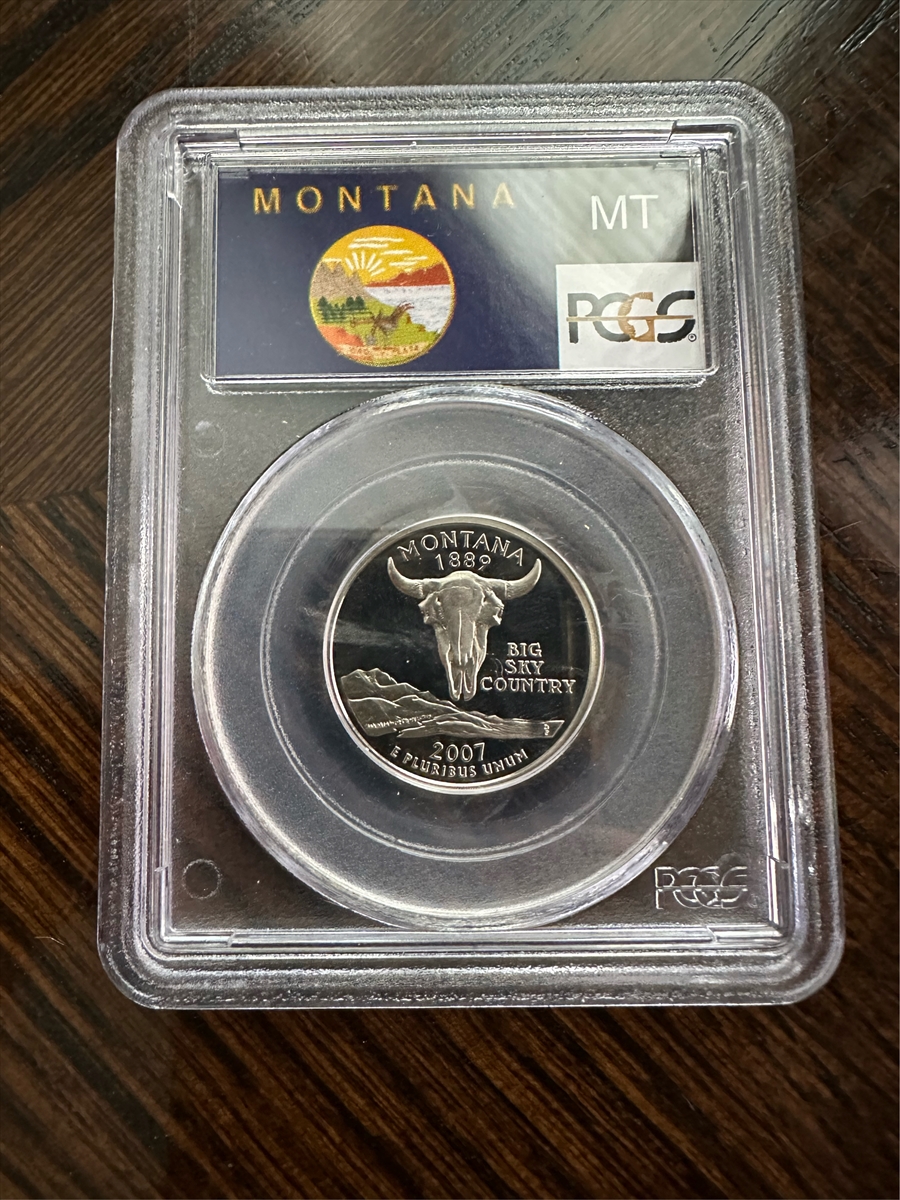 MONTANA
MT
PCGS
MONTANA
1889
BIG
SKY
COUNTRY
2007
E PLURIBUS UNUM
PCGS